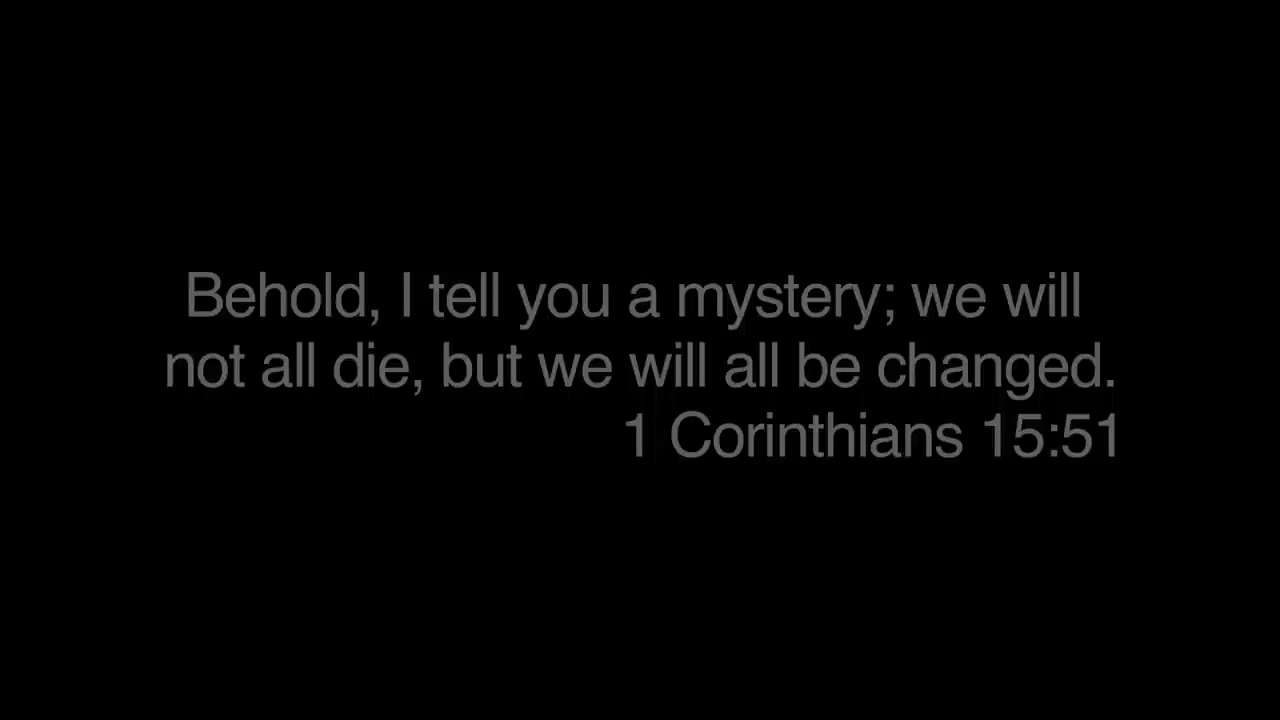 Behold, I tell you a mystery; we will
not all die, but we will all be changed.
1 Corinthians 15:51